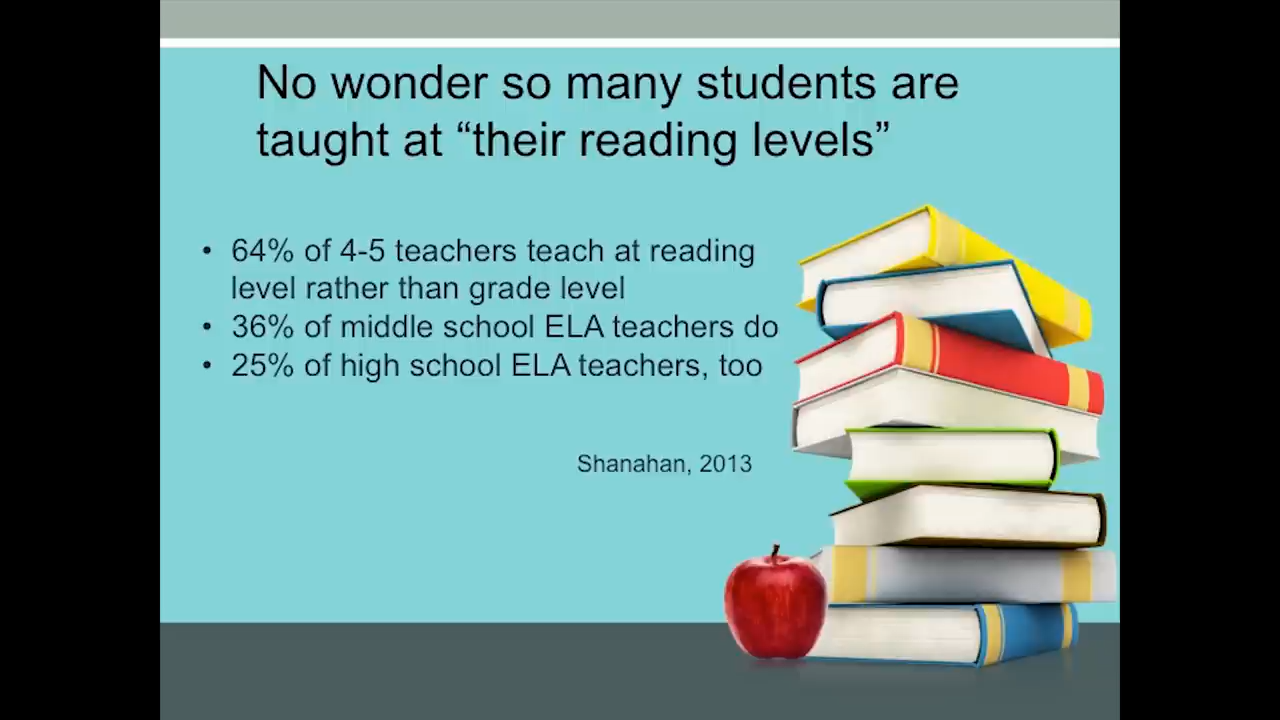 No wonder so many students are
taught at “their reading levels”
• 64% of 4-5 teachers teach at reading
level rather than grade level
• 36% of middle school ELA teachers do
• 25% of high school ELA teachers, too
Shanahan, 2013